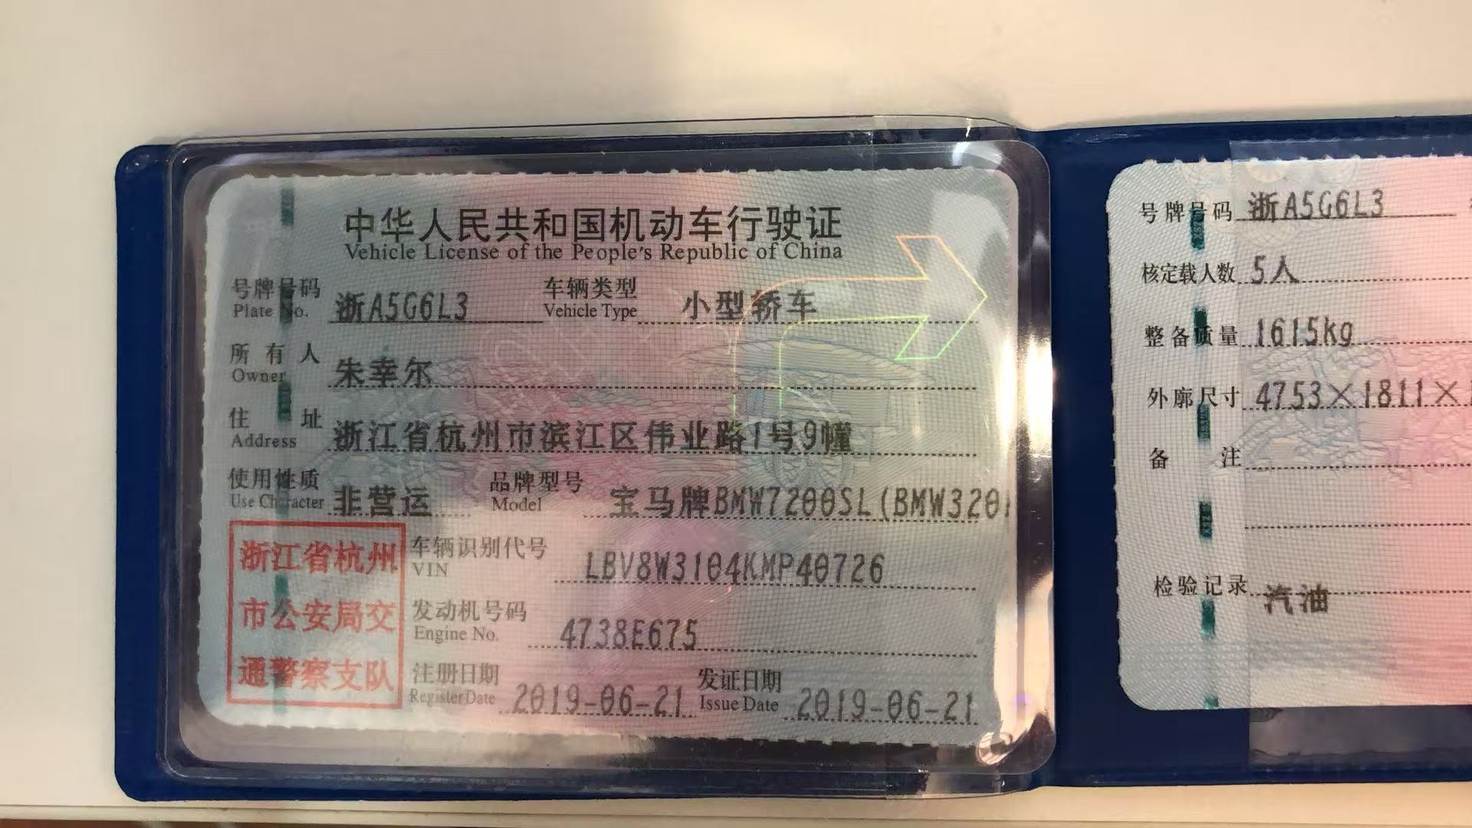 中华人民共和国机动车行驶证
Vehicle License of the People's Republic of China
号牌号码 浙A5G6L3 车辆类型 小型轿车
Plate No. Vehicle Type
所有人 朱幸尔
Owner
住址 浙江省杭州市滨江区伟业路1号9幢
Address
使用性质 非营运 品牌型号 宝马牌BMW7200SL(BMW320
Use Character Model
浙江省杭州
市公安局交
通警察支队
车辆识别代号 LBV8W3104KMP40726
VIN
发动机号码 4738E675
Engine No.
注册日期 2019-06-21 发证日期 2019-06-21
Register Date Issue Date
号牌号码 浙A5G6L3
核定载人数 5人
整备质量 1615kg
外廓尺寸 4753×1811×
备注
检验记录 汽油